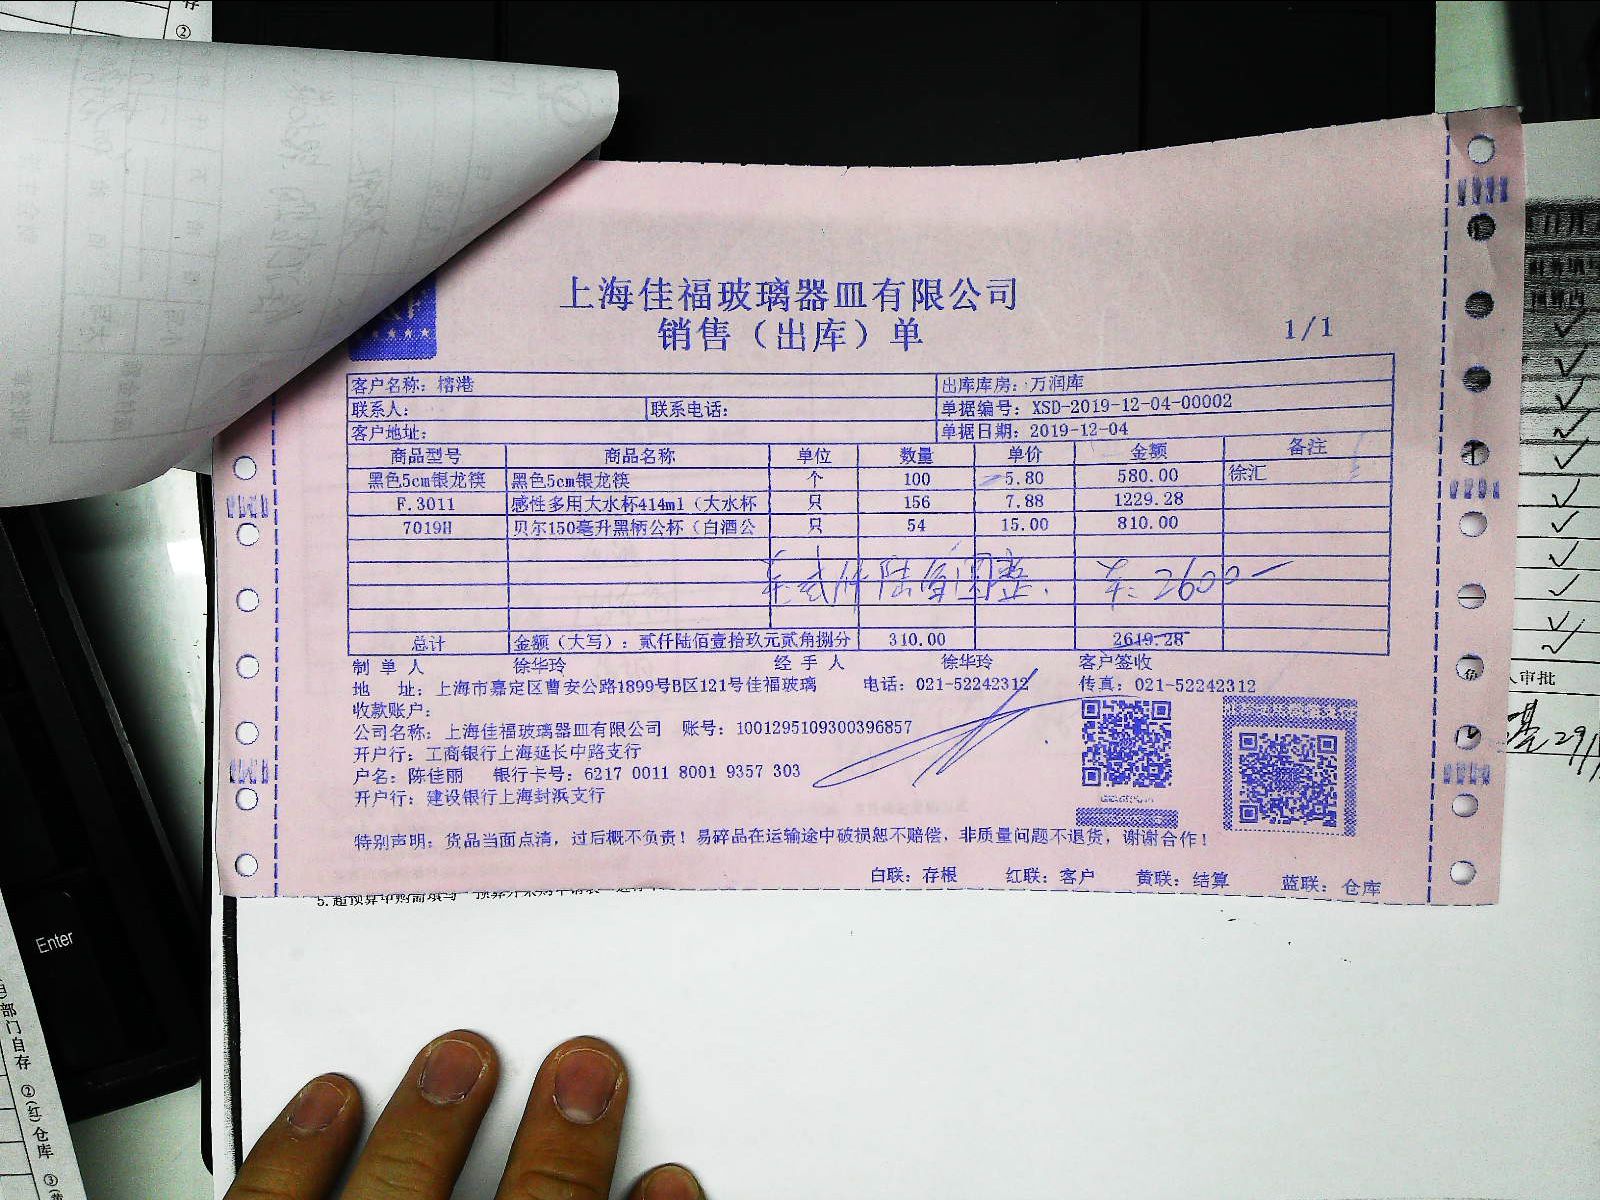 上海佳福玻璃器皿有限公司
销售（出库）单
1/1
客户名称：榕港 出库库房：万润库
联系人： 联系电话： 单据编号：XSD-2019-12-04-00002
客户地址： 单据日期：2019-12-04
商品型号 商品名称 单位 数量 单价 金额 备注
黑色5cm银龙筷 黑色5cm银龙筷 个 100 5.80 580.00 徐汇
F.3011 感性多用大水杯414ml（大水杯 只 156 7.88 1229.28
7019H 贝尔150毫升黑柄公杯（白酒公 只 54 15.00 810.00
总计 金额（大写）：贰仟陆佰壹拾玖元贰角捌分 310.00 2619.28
制单人 徐华玲 经手人 徐华玲 客户签收
地 址：上海市嘉定区曹安公路1899号B区121号佳福玻璃 电话：021-52242312 传真：021-52242312
收款账户：
公司名称：上海佳福玻璃器皿有限公司 账号：1001295109300396857
开户行：工商银行上海延长中路支行
户名：陈佳丽 银行卡号：6217 0011 8001 9357 303
开户行：建设银行上海封浜支行
特别声明：货品当面点清，过后概不负责！易碎品在运输途中破损恕不赔偿，非质量问题不退货，谢谢合作！
白联：存根 红联：客户 黄联：结算 蓝联：仓库
Enter
部门自存 ②(红)仓库 ③
人审批